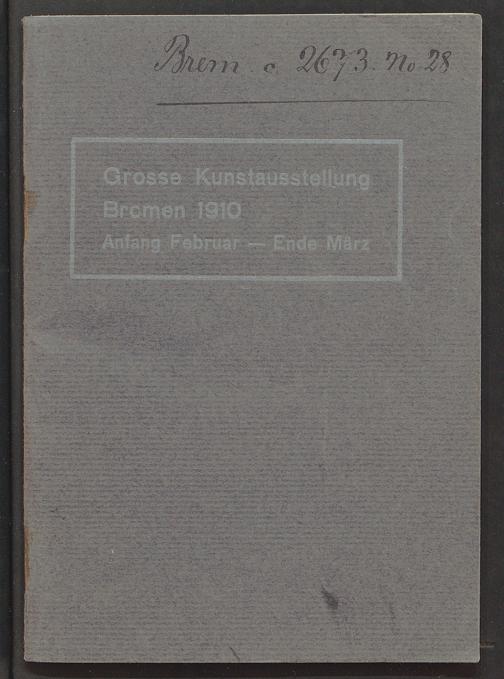 Brem. c. 2673. No 28
Grosse Kunstausstellung
Bremen 1910
Anfang Februar — Ende März